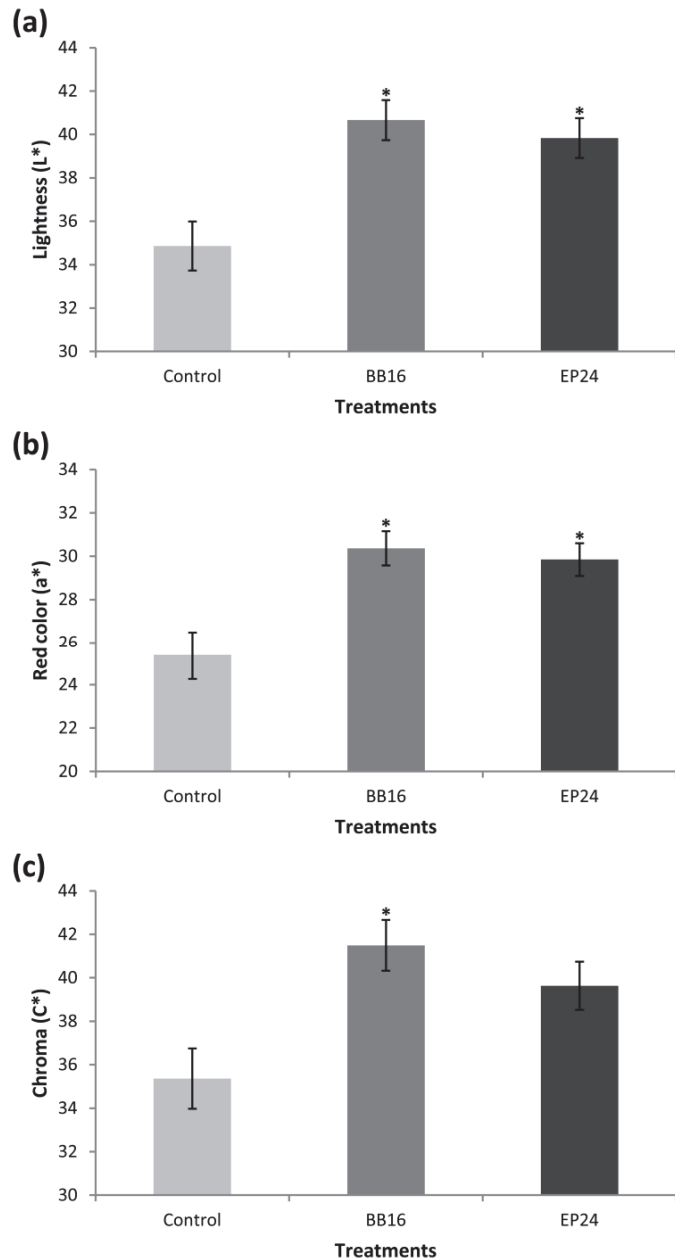 (a)
44
42
40
38
36
34
32
30
Lightness (L*)
*
*
Control BB16 EP24
Treatments
(b)
34
32
30
28
26
24
22
20
Red color (a*)
*
*
Control BB16 EP24
Treatments
(c)
44
42
40
38
36
34
32
30
Chroma (C*)
*
Control BB16 EP24
Treatments